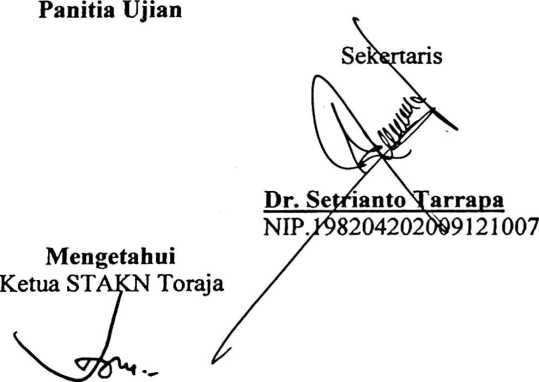 Panitia Ujian
Sekertaris
Dr. Setrianto Tarrapa
NIP.198204202009121007
Mengetahui
Ketua STAKN Toraja